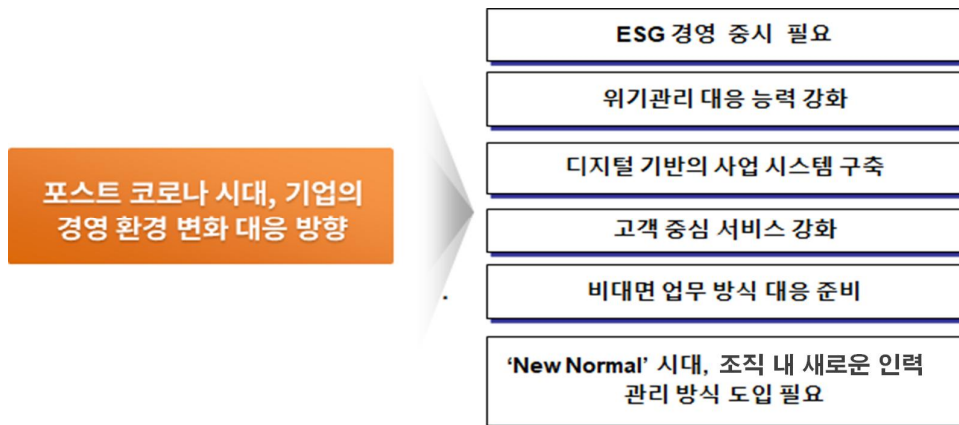 포스트 코로나 시대, 기업의
경영 환경 변화 대응 방향
ESG 경영 중시 필요
위기관리 대응 능력 강화
디지털 기반의 사업 시스템 구축
고객 중심 서비스 강화
비대면 업무 방식 대응 준비
‘New Normal’ 시대, 조직 내 새로운 인력
관리 방식 도입 필요